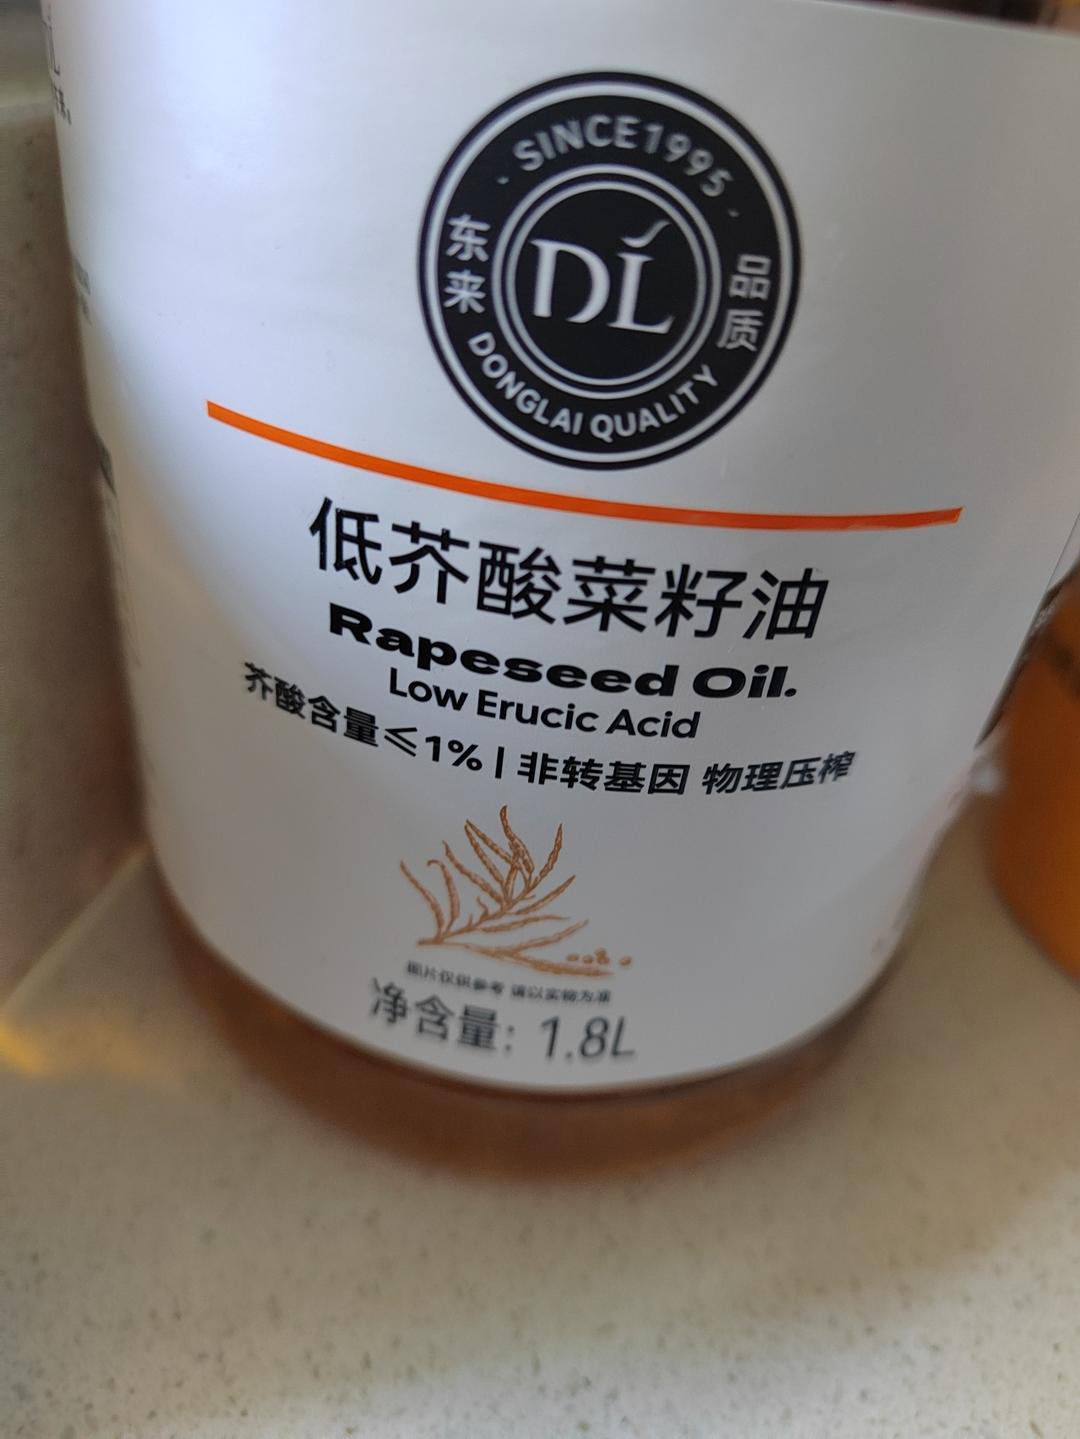 · SINCE1995 ·
东来
DL
品质
DONGLAI QUALITY
低芥酸菜籽油
Rapeseed Oil.
Low Erucic Acid
芥酸含量≤1% | 非转基因 物理压榨
图片仅供参考 请以实物为准
净含量: 1.8L